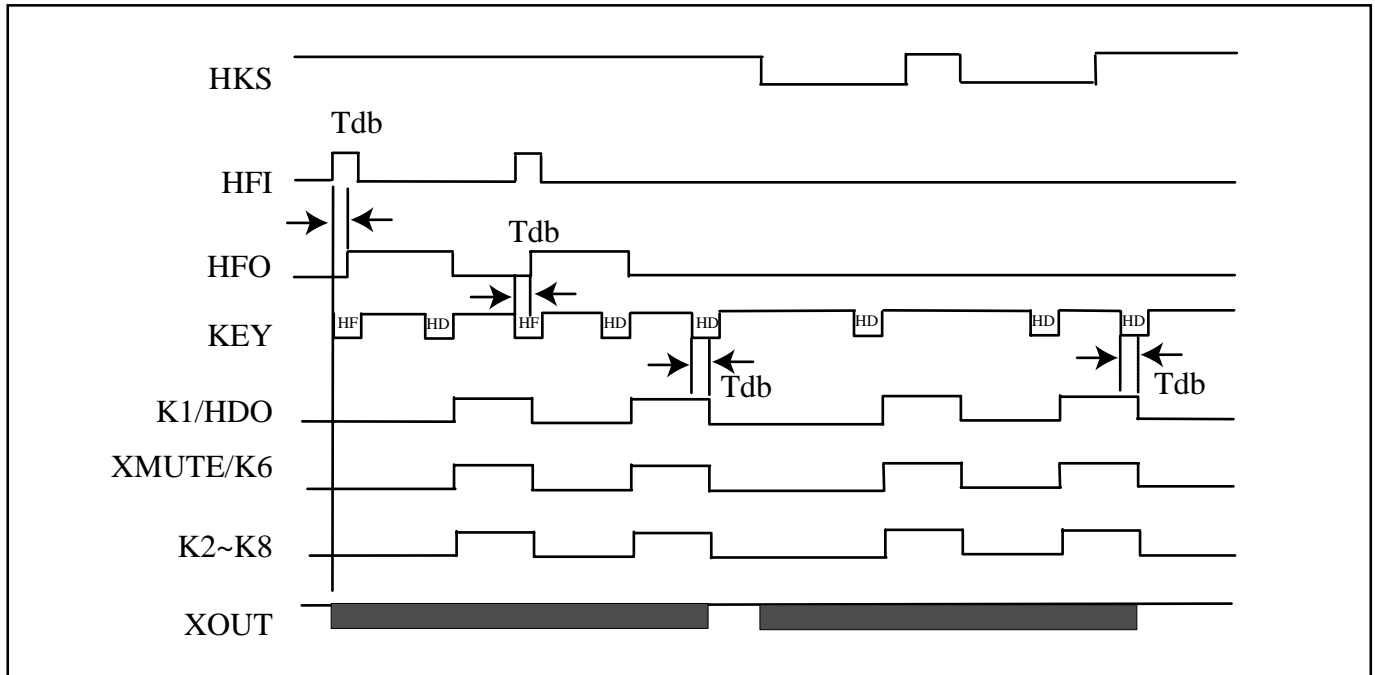 HKS
Tdb
HFI
Tdb
HFO
HF HD HF HD HD HD HD HD
KEY
Tdb Tdb
K1/HDO
XMUTE/K6
K2~K8
XOUT